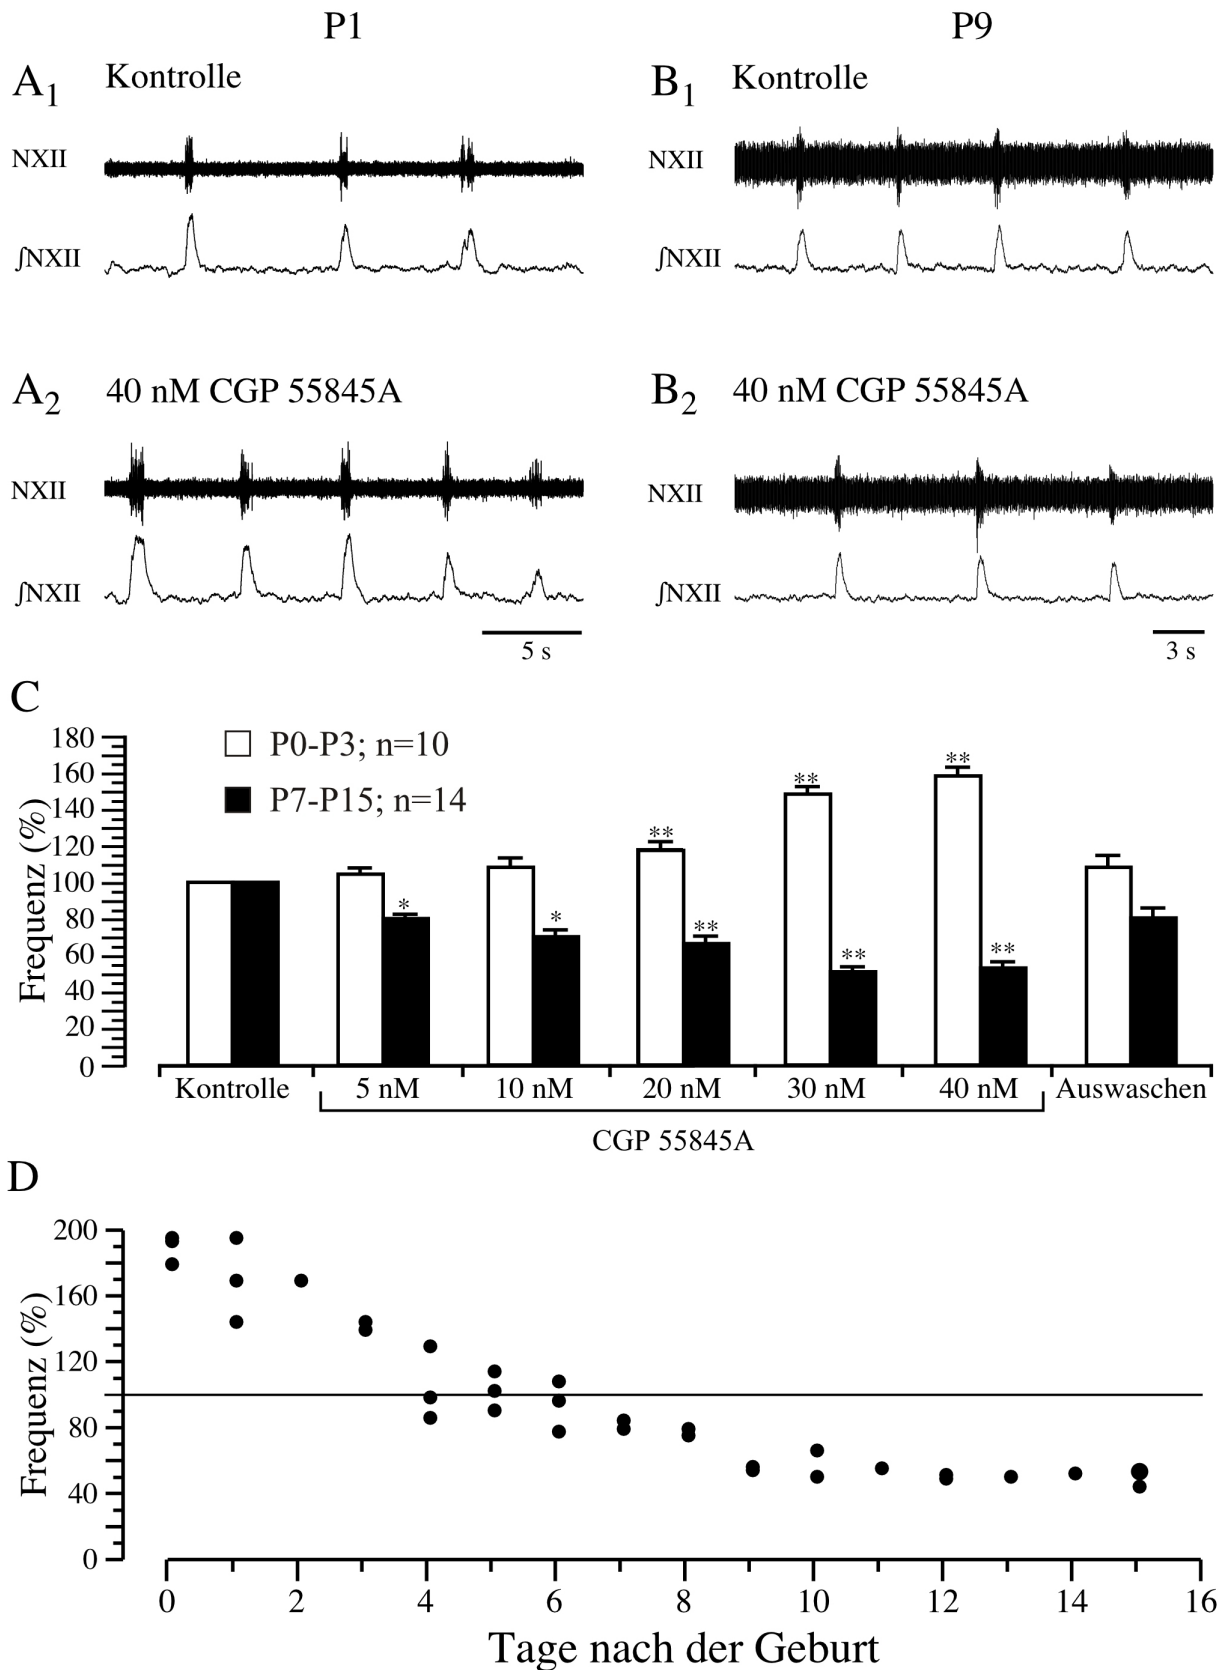 P1 P9
A1 Kontrolle B1 Kontrolle
NXII NXII
∫NXII ∫NXII
A2 40 nM CGP 55845A B2 40 nM CGP 55845A
NXII NXII
∫NXII ∫NXII
5 s 3 s
C
180
160
140
120
100
80
60
40
20
0
Frequenz (%)
P0-P3; n=10
P7-P15; n=14
**
**
**
*
*
**
**
**
Kontrolle 5 nM 10 nM 20 nM 30 nM 40 nM Auswaschen
CGP 55845A
D
200
160
120
80
40
0
Frequenz (%)
0 2 4 6 8 10 12 14 16
Tage nach der Geburt